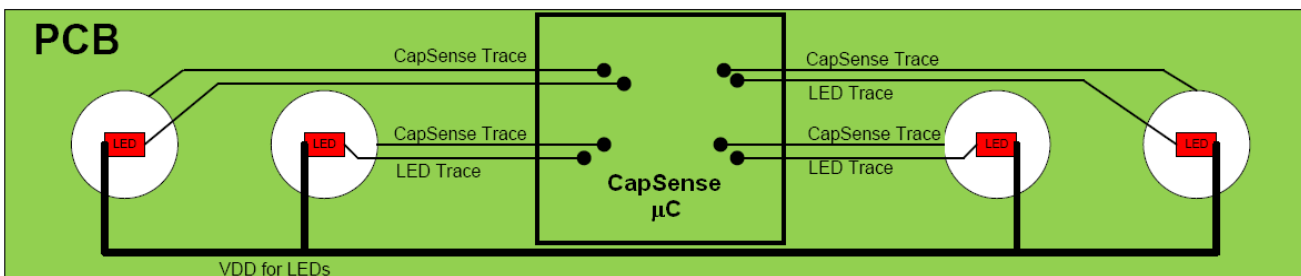 PCB
CapSense Trace
CapSense Trace
LED Trace
LED
LED
CapSense Trace
LED Trace
CapSense Trace
LED Trace
LED
LED
CapSense
μC
VDD for LEDs